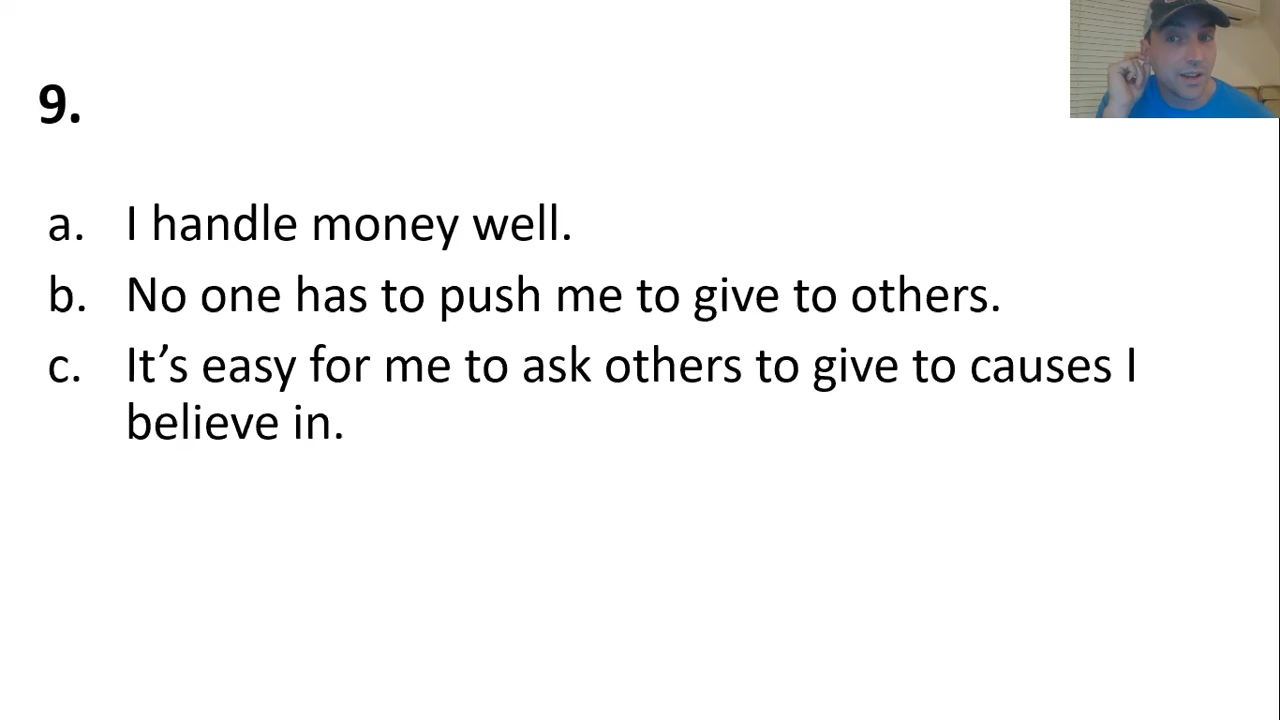 9.
a. I handle money well.
b. No one has to push me to give to others.
c. It’s easy for me to ask others to give to causes I
believe in.